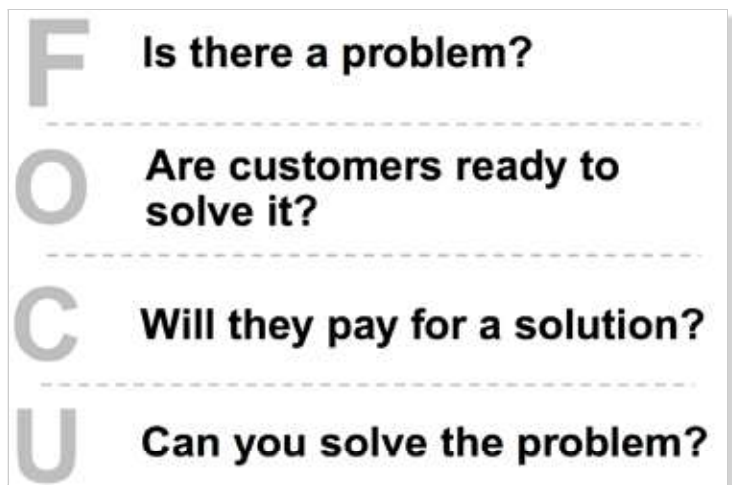 F Is there a problem?
O Are customers ready to
solve it?
C Will they pay for a solution?
U Can you solve the problem?